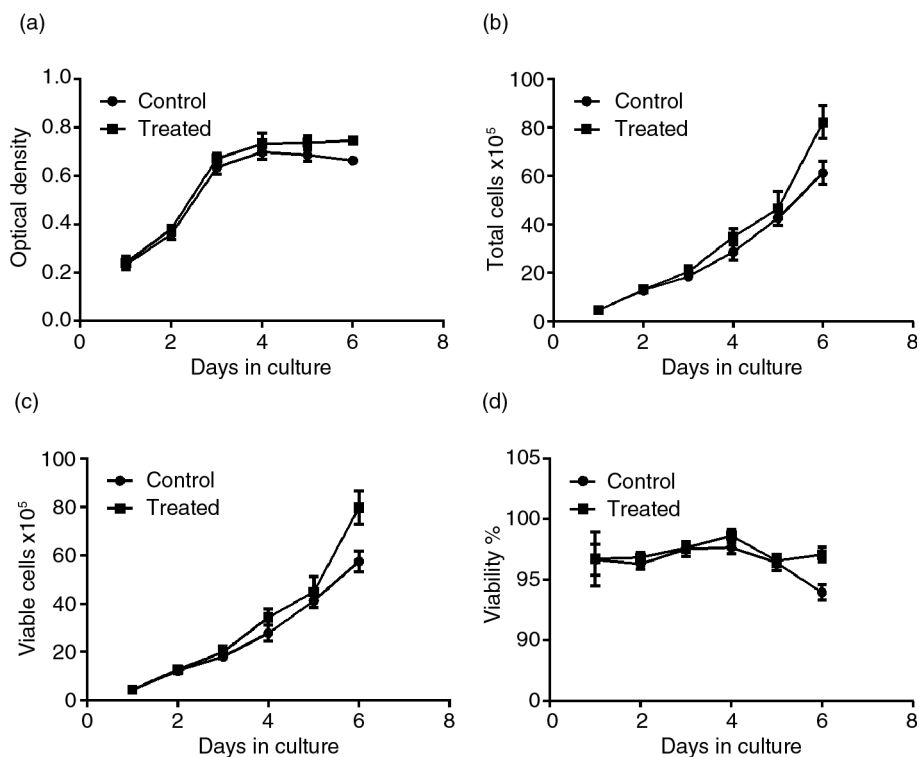 (a)
1.0
0.8
0.6
0.4
0.2
0.0
Optical density
Control
Treated
0 2 4 6 8
Days in culture
(b)
100
80
60
40
20
0
Total cells x10⁵
Control
Treated
0 2 4 6 8
Days in culture
(c)
100
80
60
40
20
0
Viable cells x10⁵
Control
Treated
0 2 4 6 8
Days in culture
(d)
105
100
95
90
0
Viability %
Control
Treated
0 2 4 6 8
Days in culture